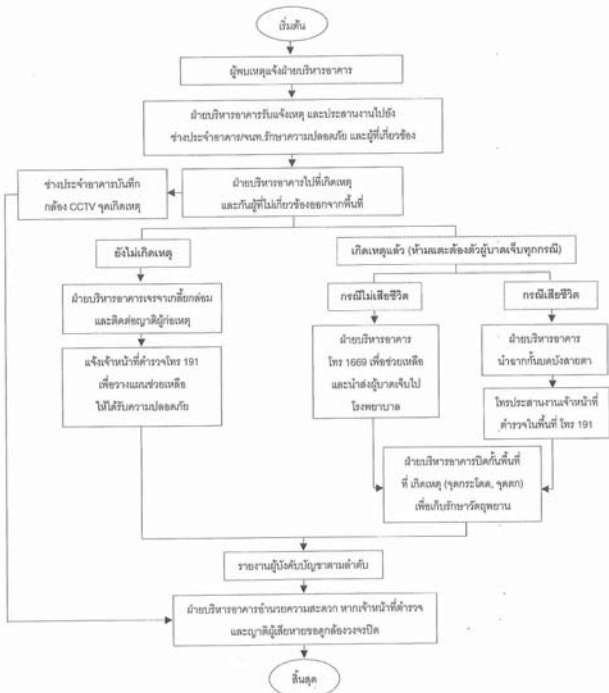 เริ่มต้น
ผู้พบเหตุแจ้งฝ่ายบริหารอาคาร
ฝ่ายบริหารอาคารรับแจ้งเหตุ และประสานงานไปยัง
ช่างประจำอาคาร/จนท.รักษาความปลอดภัย และผู้ที่เกี่ยวข้อง
ช่างประจำอาคารบันทึก
กล้อง CCTV จุดเกิดเหตุ
ฝ่ายบริหารอาคารไปที่เกิดเหตุ
และกันผู้ที่ไม่เกี่ยวข้องออกจากพื้นที่
ยังไม่เกิดเหตุ
เกิดเหตุแล้ว (ห้ามแตะต้องตัวผู้บาดเจ็บทุกกรณี)
ฝ่ายบริหารอาคารเจรจาเกลี้ยกล่อม
และติดต่อญาติผู้ก่อเหตุ
แจ้งเจ้าหน้าที่ตำรวจโทร 191
เพื่อวางแผนช่วยเหลือ
ให้ได้รับความปลอดภัย
กรณีไม่เสียชีวิต
กรณีเสียชีวิต
ฝ่ายบริหารอาคาร
โทร 1669 เพื่อช่วยเหลือ
และนำส่งผู้บาดเจ็บไป
โรงพยาบาล
ฝ่ายบริหารอาคาร
นำฉากกั้นบดบังสายตา
โทรประสานงานเจ้าหน้าที่
ตำรวจในพื้นที่ โทร 191
ฝ่ายบริหารอาคารปิดกั้นพื้นที่
ที่ เกิดเหตุ (จุดกระโดด, จุดตก)
เพื่อเก็บรักษาวัตถุพยาน
รายงานผู้บังคับบัญชาตามลำดับ
ฝ่ายบริหารอาคารอำนวยความสะดวก หากเจ้าหน้าที่ตำรวจ
และญาติผู้เสียหายขอดูกล้องวงจรปิด
สิ้นสุด